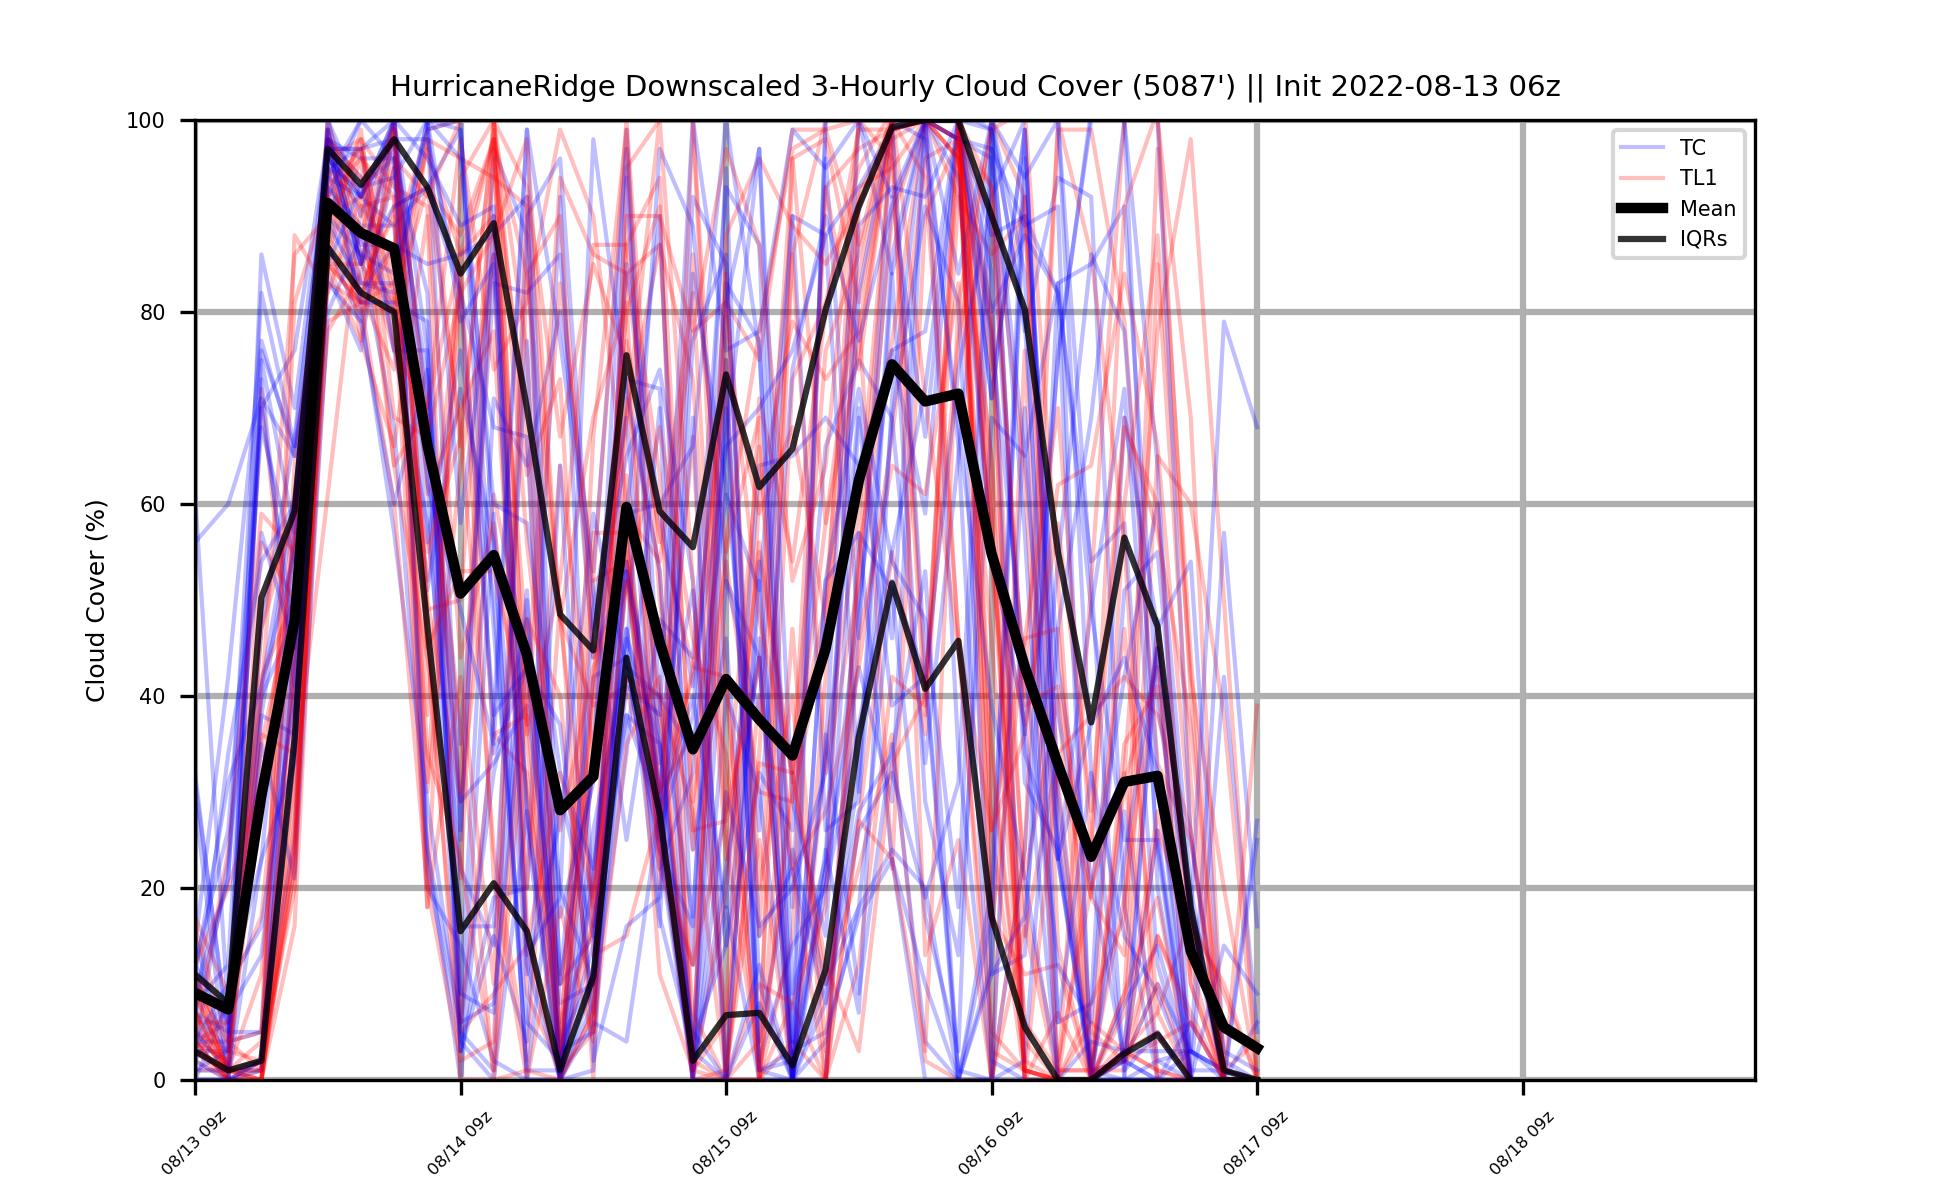 HurricaneRidge Downscaled 3-Hourly Cloud Cover (5087') || Init 2022-08-13 06z
Cloud Cover (%)
100
80
60
40
20
0
TC
TL1
Mean
IQRs
08/13 09z
08/14 09z
08/15 09z
08/16 09z
08/17 09z
08/18 09z